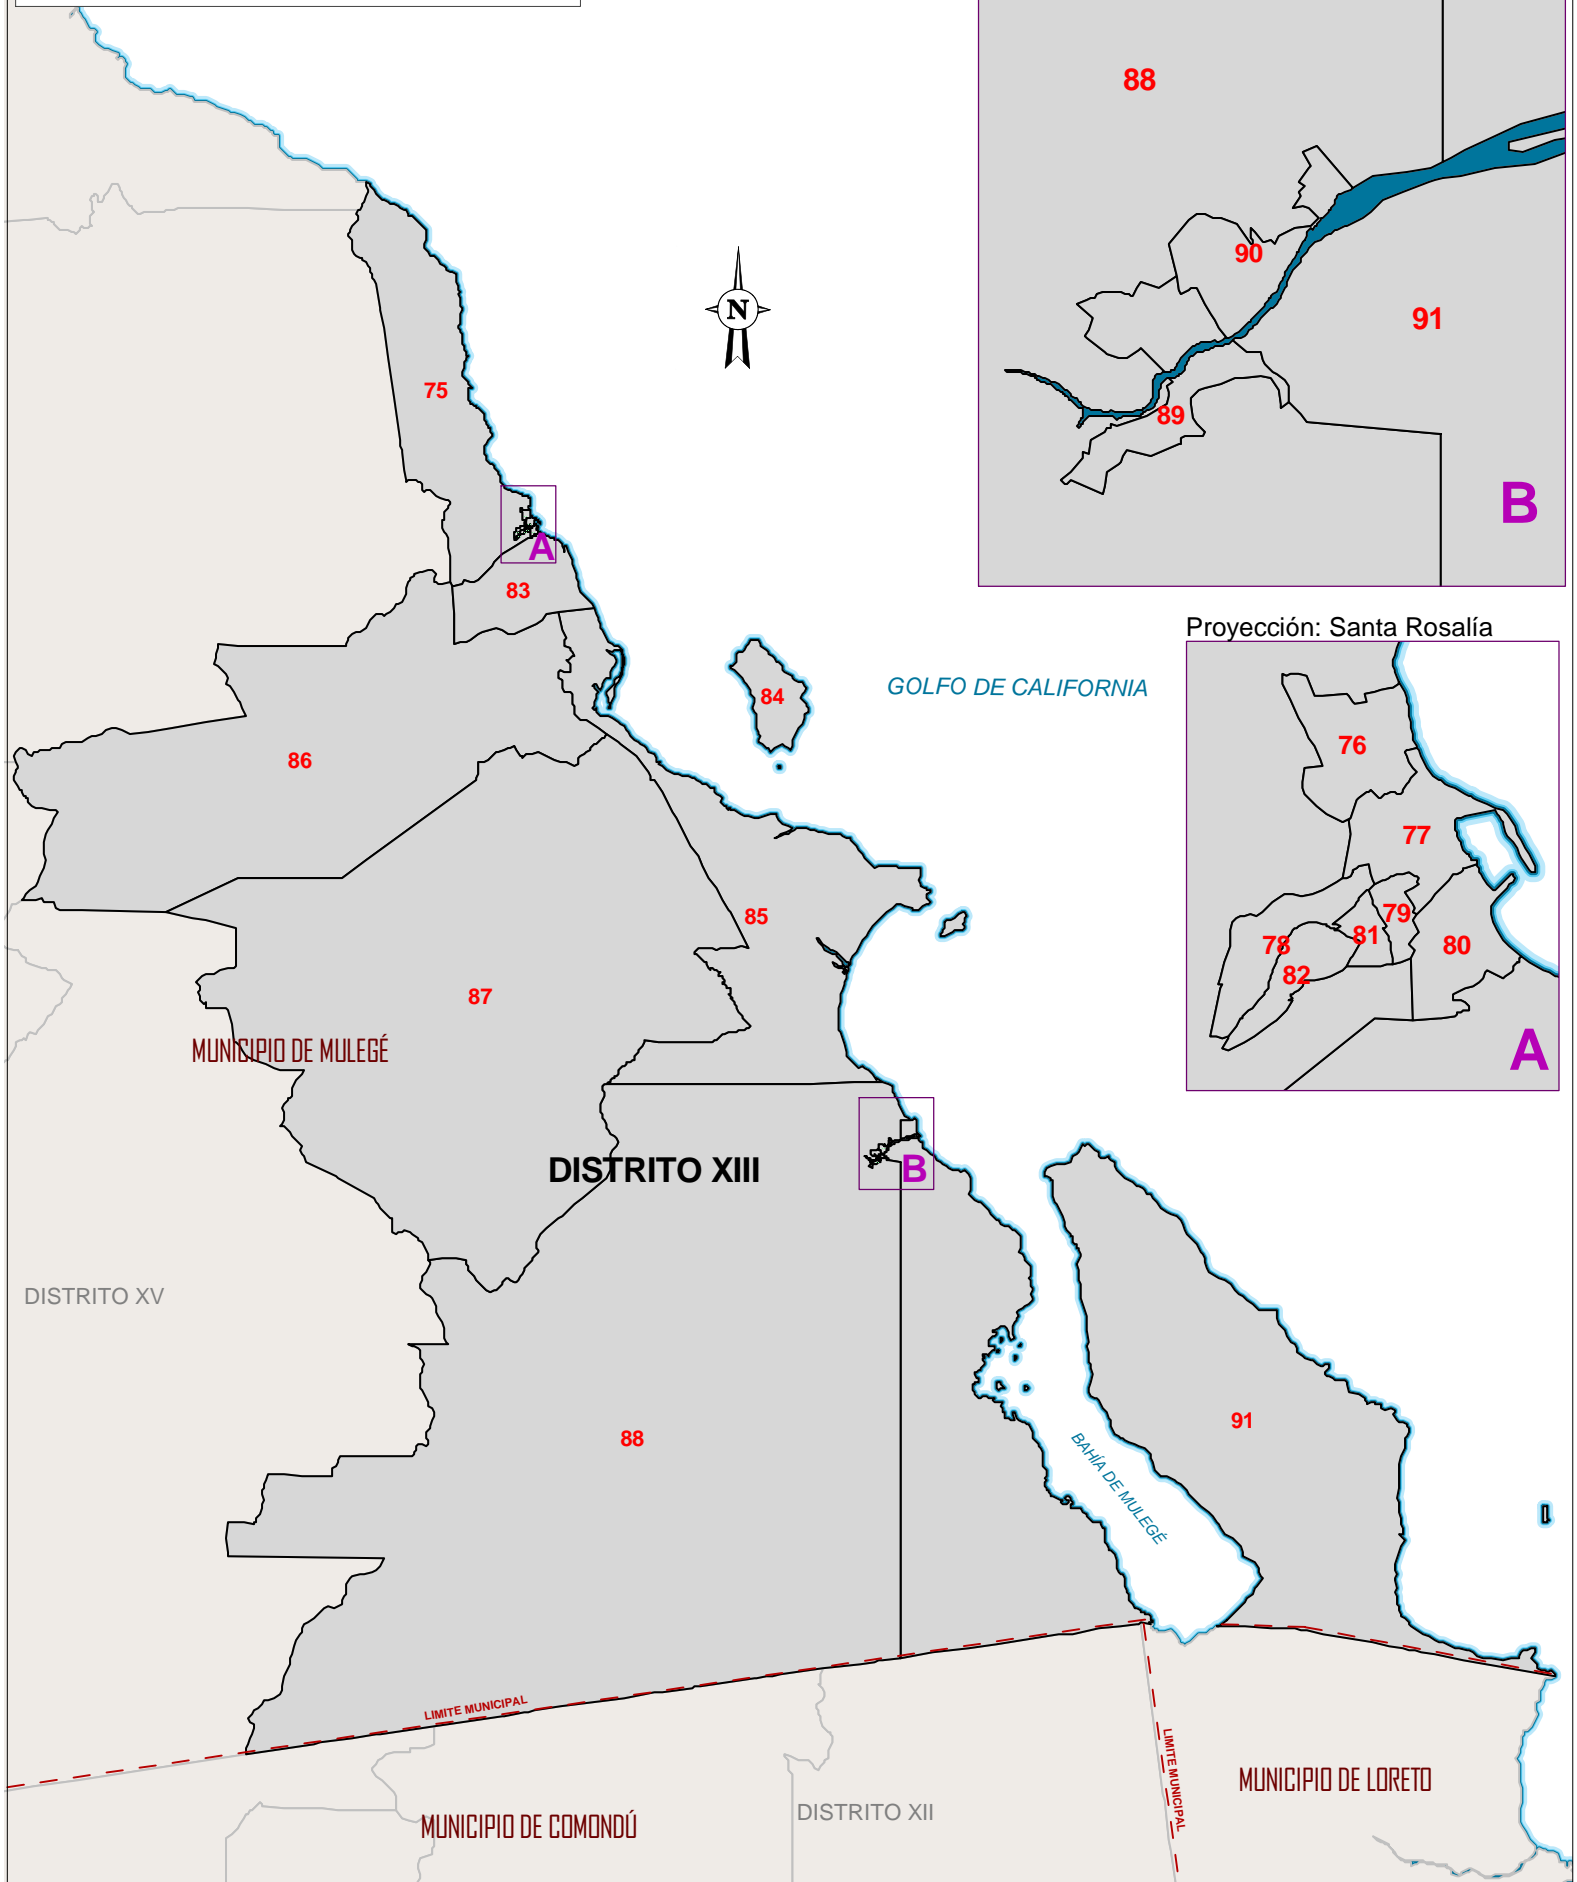 88
90
91
89
B
N
75
A
83
Proyección: Santa Rosalía
84
GOLFO DE CALIFORNIA
76
77
79
81
78
80
82
A
86
85
87
MUNICIPIO DE MULEGÉ
DISTRITO XIII
B
DISTRITO XV
88
91
BAHÍA DE MULEGÉ
LIMITE MUNICIPAL
LIMITE MUNICIPAL
MUNICIPIO DE LORETO
DISTRITO XII
MUNICIPIO DE COMONDÚ